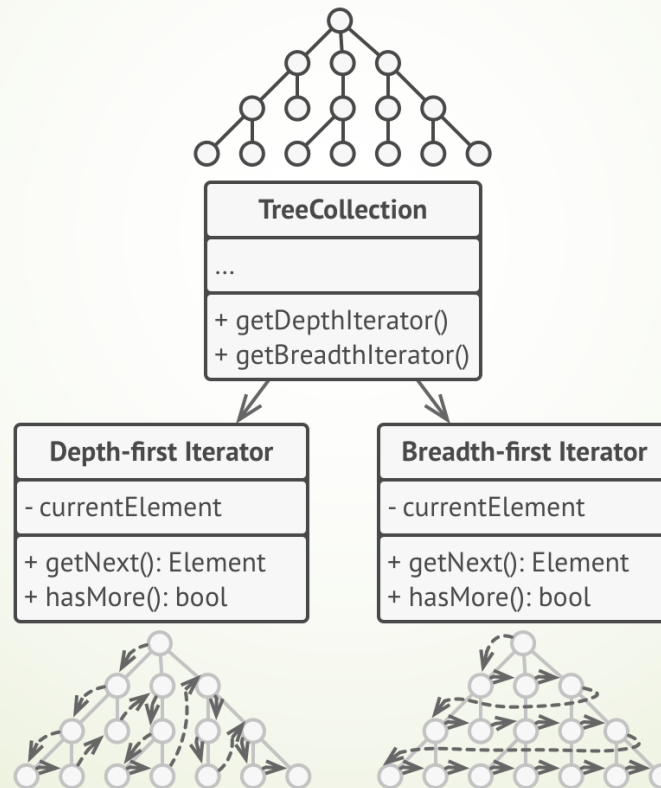 TreeCollection
...
+ getDepthIterator()
+ getBreadthIterator()
Depth-first Iterator
- currentElement
+ getNext(): Element
+ hasMore(): bool
Breadth-first Iterator
- currentElement
+ getNext(): Element
+ hasMore(): bool